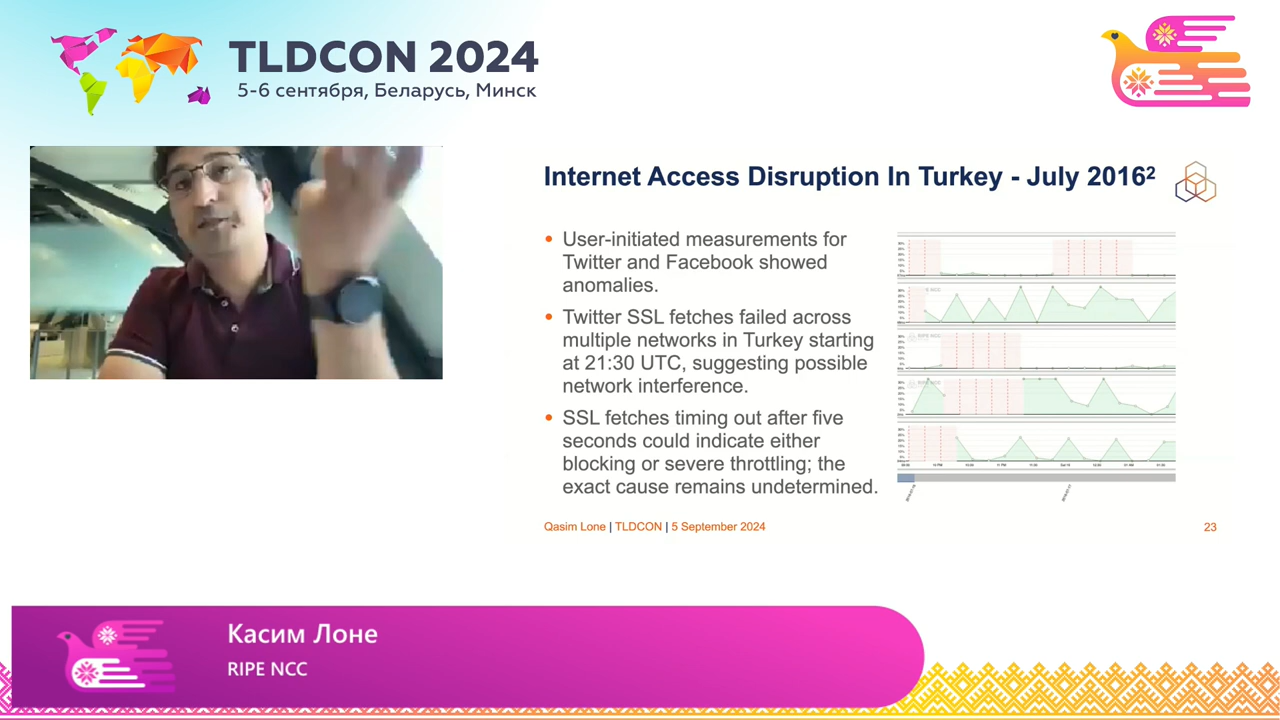 TLDCON 2024
5-6 сентября, Беларусь, Минск
Internet Access Disruption In Turkey - July 2016²
• User-initiated measurements for
Twitter and Facebook showed
anomalies.
• Twitter SSL fetches failed across
multiple networks in Turkey starting
at 21:30 UTC, suggesting possible
network interference.
• SSL fetches timing out after five
seconds could indicate either
blocking or severe throttling; the
exact cause remains undetermined.
Qasim Lone | TLDCON | 5 September 2024
23
Касим Лоне
RIPE NCC